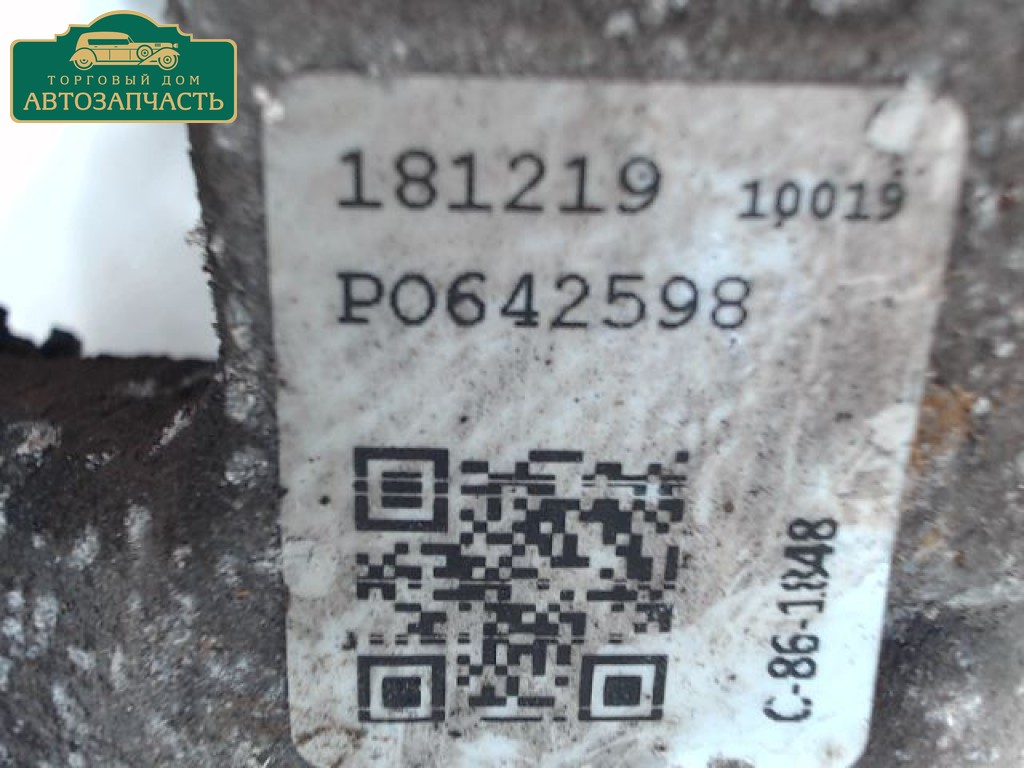 ТОРГОВЫЙ ДОМ
АВТОЗАПЧАСТЬ
181219 10019
P0642598
C-86-1848